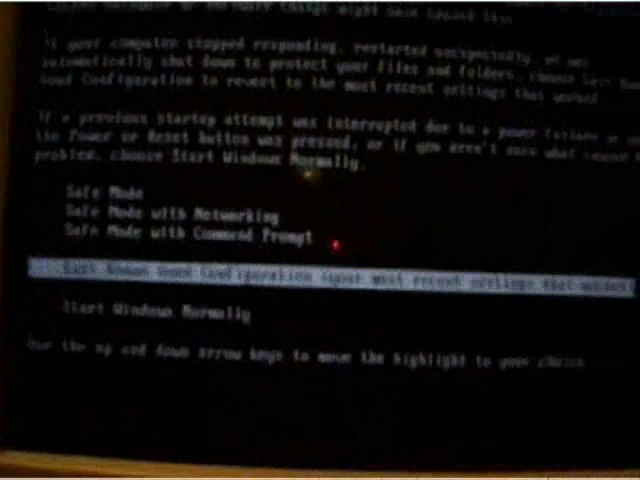 If your computer stopped responding, restarted unexpectedly, or was
automatically shut down to protect your files and folders, choose Last
Good Configuration to revert to the most recent settings that worked
If a previous startup attempt was interrupted due to a power failure or
the Power or Reset button was pressed, or if you aren't sure what caused
problem, choose Start Windows Normally.
Safe Mode
Safe Mode with Networking
Safe Mode with Command Prompt
Last Known Good Configuration (your most recent settings that worked)
Start Windows Normally
Use the up and down arrow keys to move the highlight to your choice